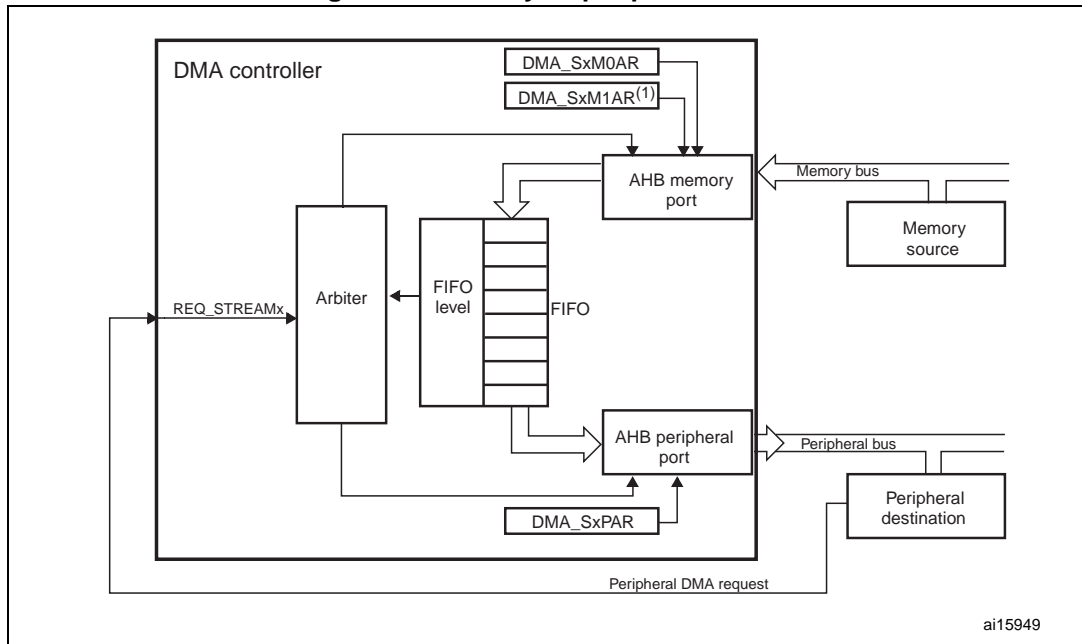 DMA controller
DMA_SxM0AR
DMA_SxM1AR(1)
AHB memory
port
Memory bus
Memory
source
Arbiter
FIFO
level
FIFO
REQ_STREAMx
AHB peripheral
port
Peripheral bus
Peripheral
destination
DMA_SxPAR
Peripheral DMA request
ai15949